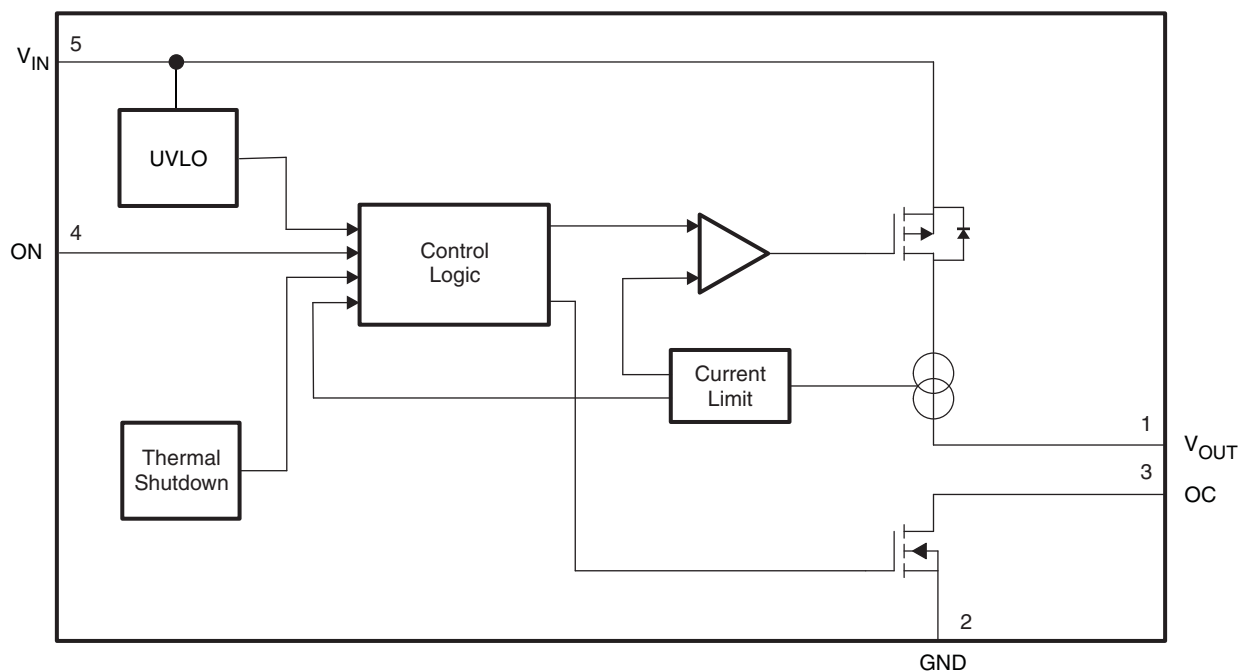 5
V_IN
UVLO
4
ON
Control
Logic
Current
Limit
1
V_OUT
Thermal
Shutdown
3
OC
2
GND